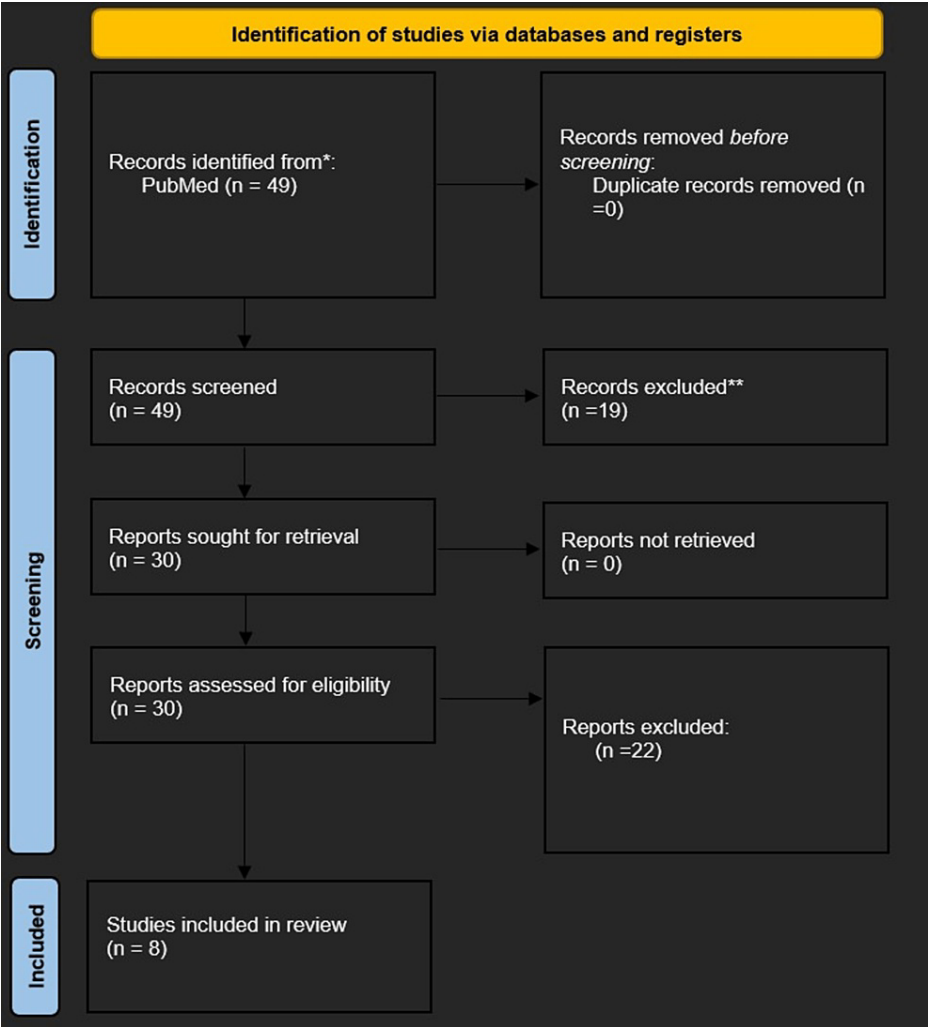 Identification of studies via databases and registers
Identification
Records identified from*:
PubMed (n = 49)
Records removed before
screening:
Duplicate records removed (n
=0)
Screening
Records screened
(n = 49)
Records excluded**
(n =19)
Reports sought for retrieval
(n = 30)
Reports not retrieved
(n = 0)
Reports assessed for eligibility
(n = 30)
Reports excluded:
(n =22)
Included
Studies included in review
(n = 8)